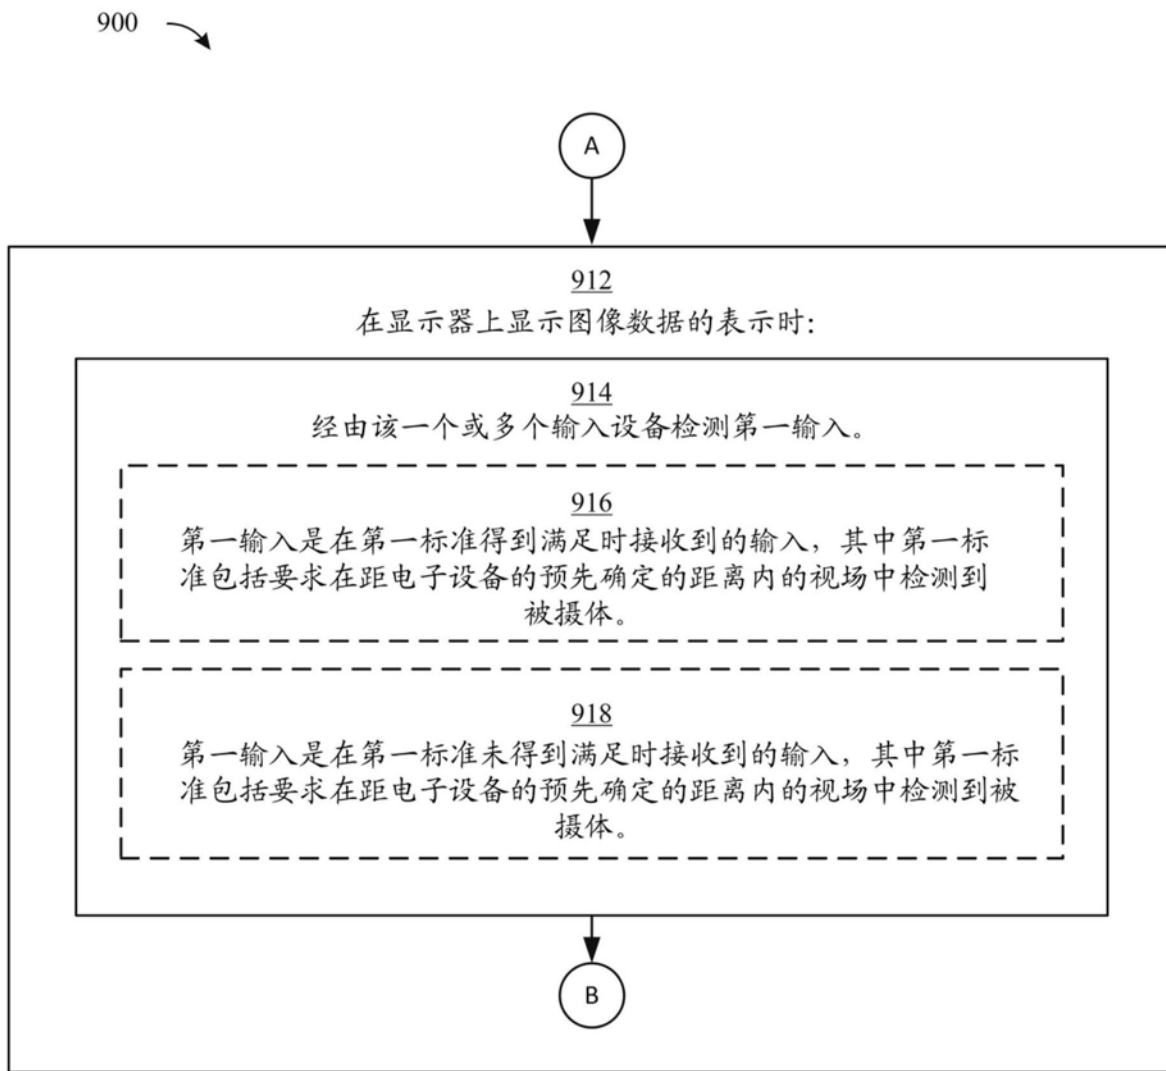 900
A
912
在显示器上显示图像数据的表示时：
914
经由该一个或多个输入设备检测第一输入。
916
第一输入是在第一标准得到满足时接收到的输入，其中第一标
准包括要求在距电子设备的预先确定的距离内的视场中检测到
被摄体。
918
第一输入是在第一标准未得到满足时接收到的输入，其中第一标
准包括要求在距电子设备的预先确定的距离内的视场中检测到被
摄体。
B